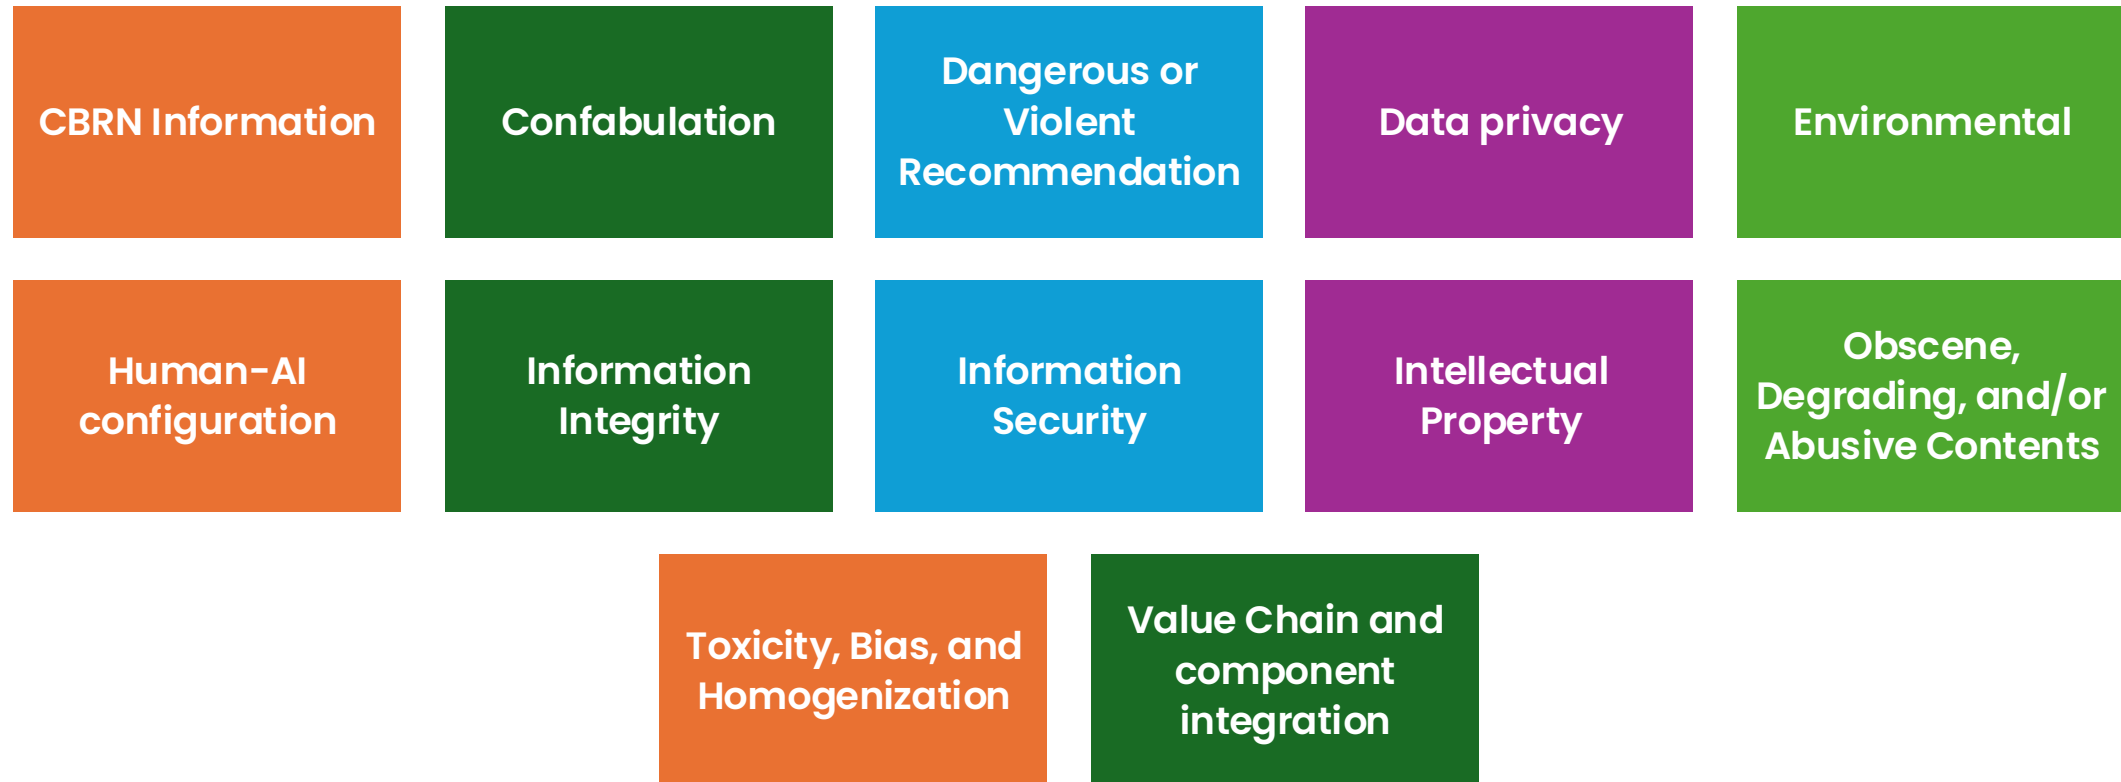 CBRN Information
Confabulation
Dangerous or
Violent
Recommendation
Data privacy
Environmental
Human-AI
configuration
Information
Integrity
Information
Security
Intellectual
Property
Obscene,
Degrading, and/or
Abusive Contents
Toxicity, Bias, and
Homogenization
Value Chain and
component
integration